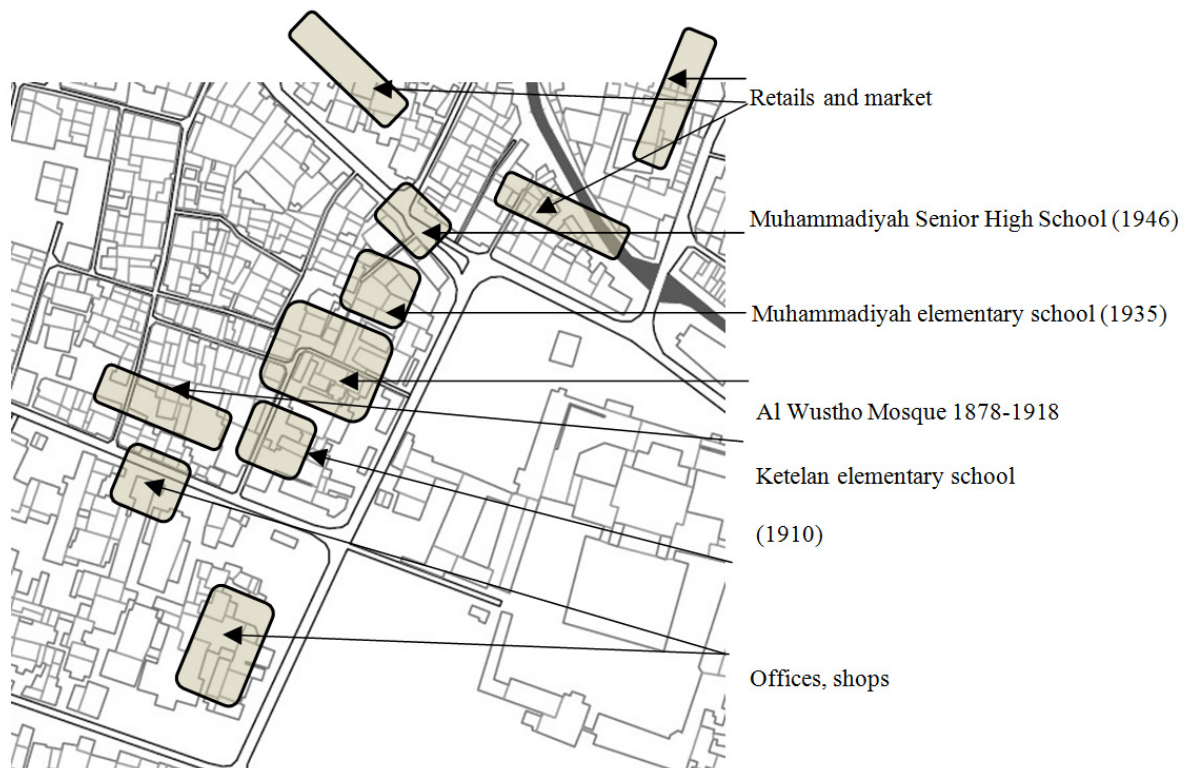 Retails and market
Muhammadiyah Senior High School (1946)
Muhammadiyah elementary school (1935)
Al Wustho Mosque 1878-1918
Ketelan elementary school
(1910)
Offices, shops